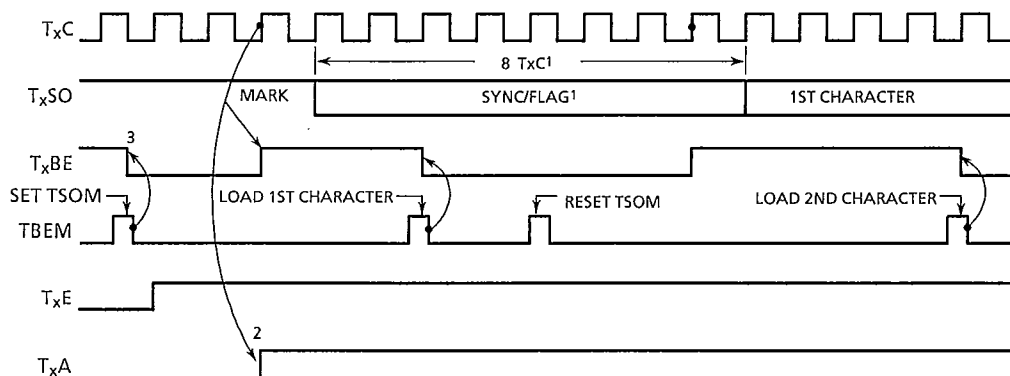 TxC
8 TxC¹
TxSO
MARK
SYNC/FLAG¹
1ST CHARACTER
3
TxBE
SET TSOM
LOAD 1ST CHARACTER
RESET TSOM
LOAD 2ND CHARACTER
TBEM
TxE
2
TxA